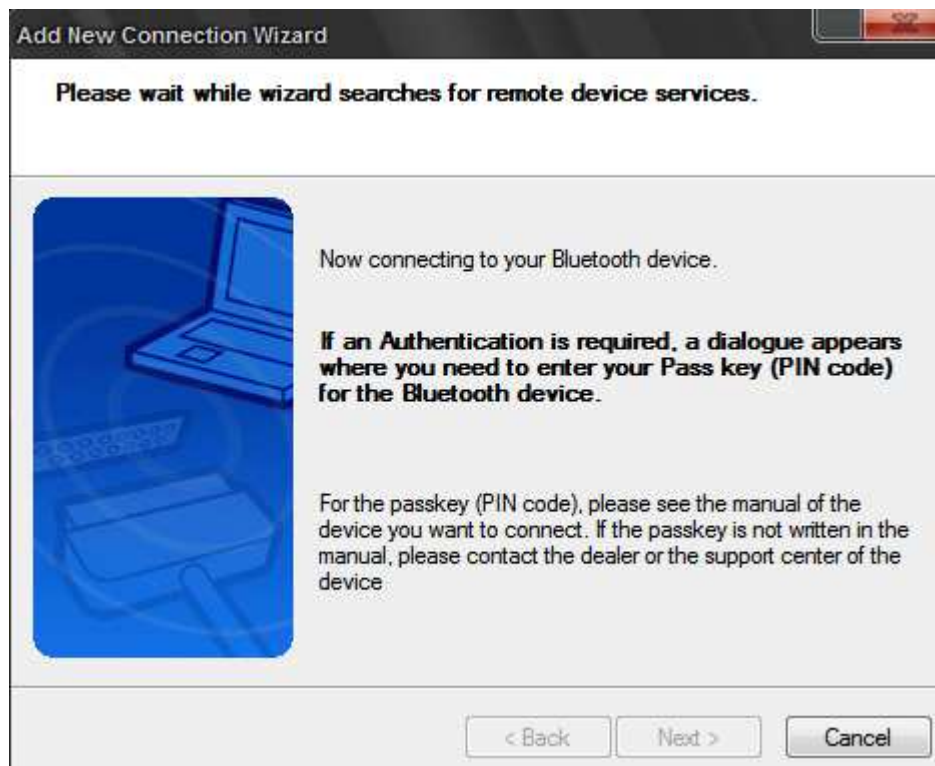 Add New Connection Wizard
Please wait while wizard searches for remote device services.
Now connecting to your Bluetooth device.
If an Authentication is required, a dialogue appears
where you need to enter your Pass key (PIN code)
for the Bluetooth device.
For the passkey (PIN code), please see the manual of the
device you want to connect. If the passkey is not written in the
manual, please contact the dealer or the support center of the
device
< Back
Next >
Cancel